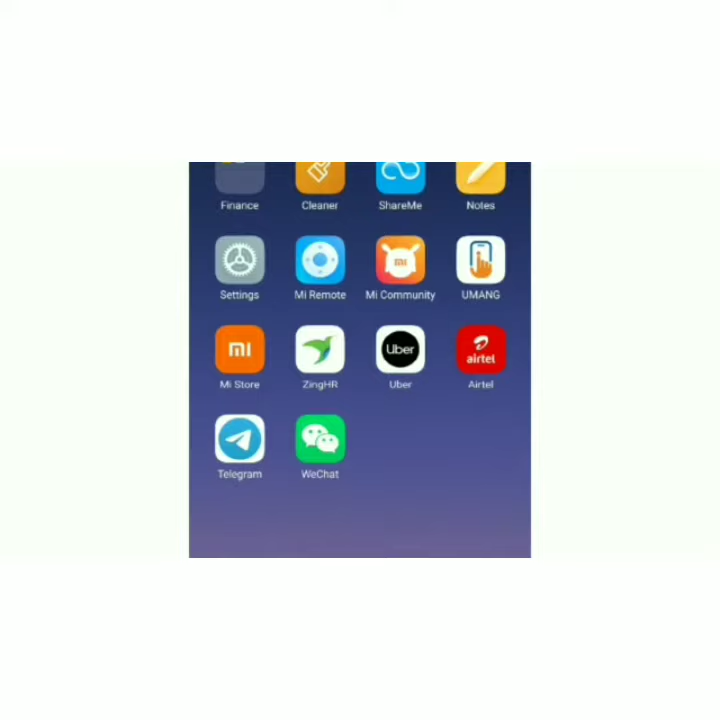 Finance Cleaner ShareMe Notes
mi
Settings Mi Remote Mi Community UMANG
mi Uber airtel
Mi Store ZingHR Uber Airtel
Telegram WeChat